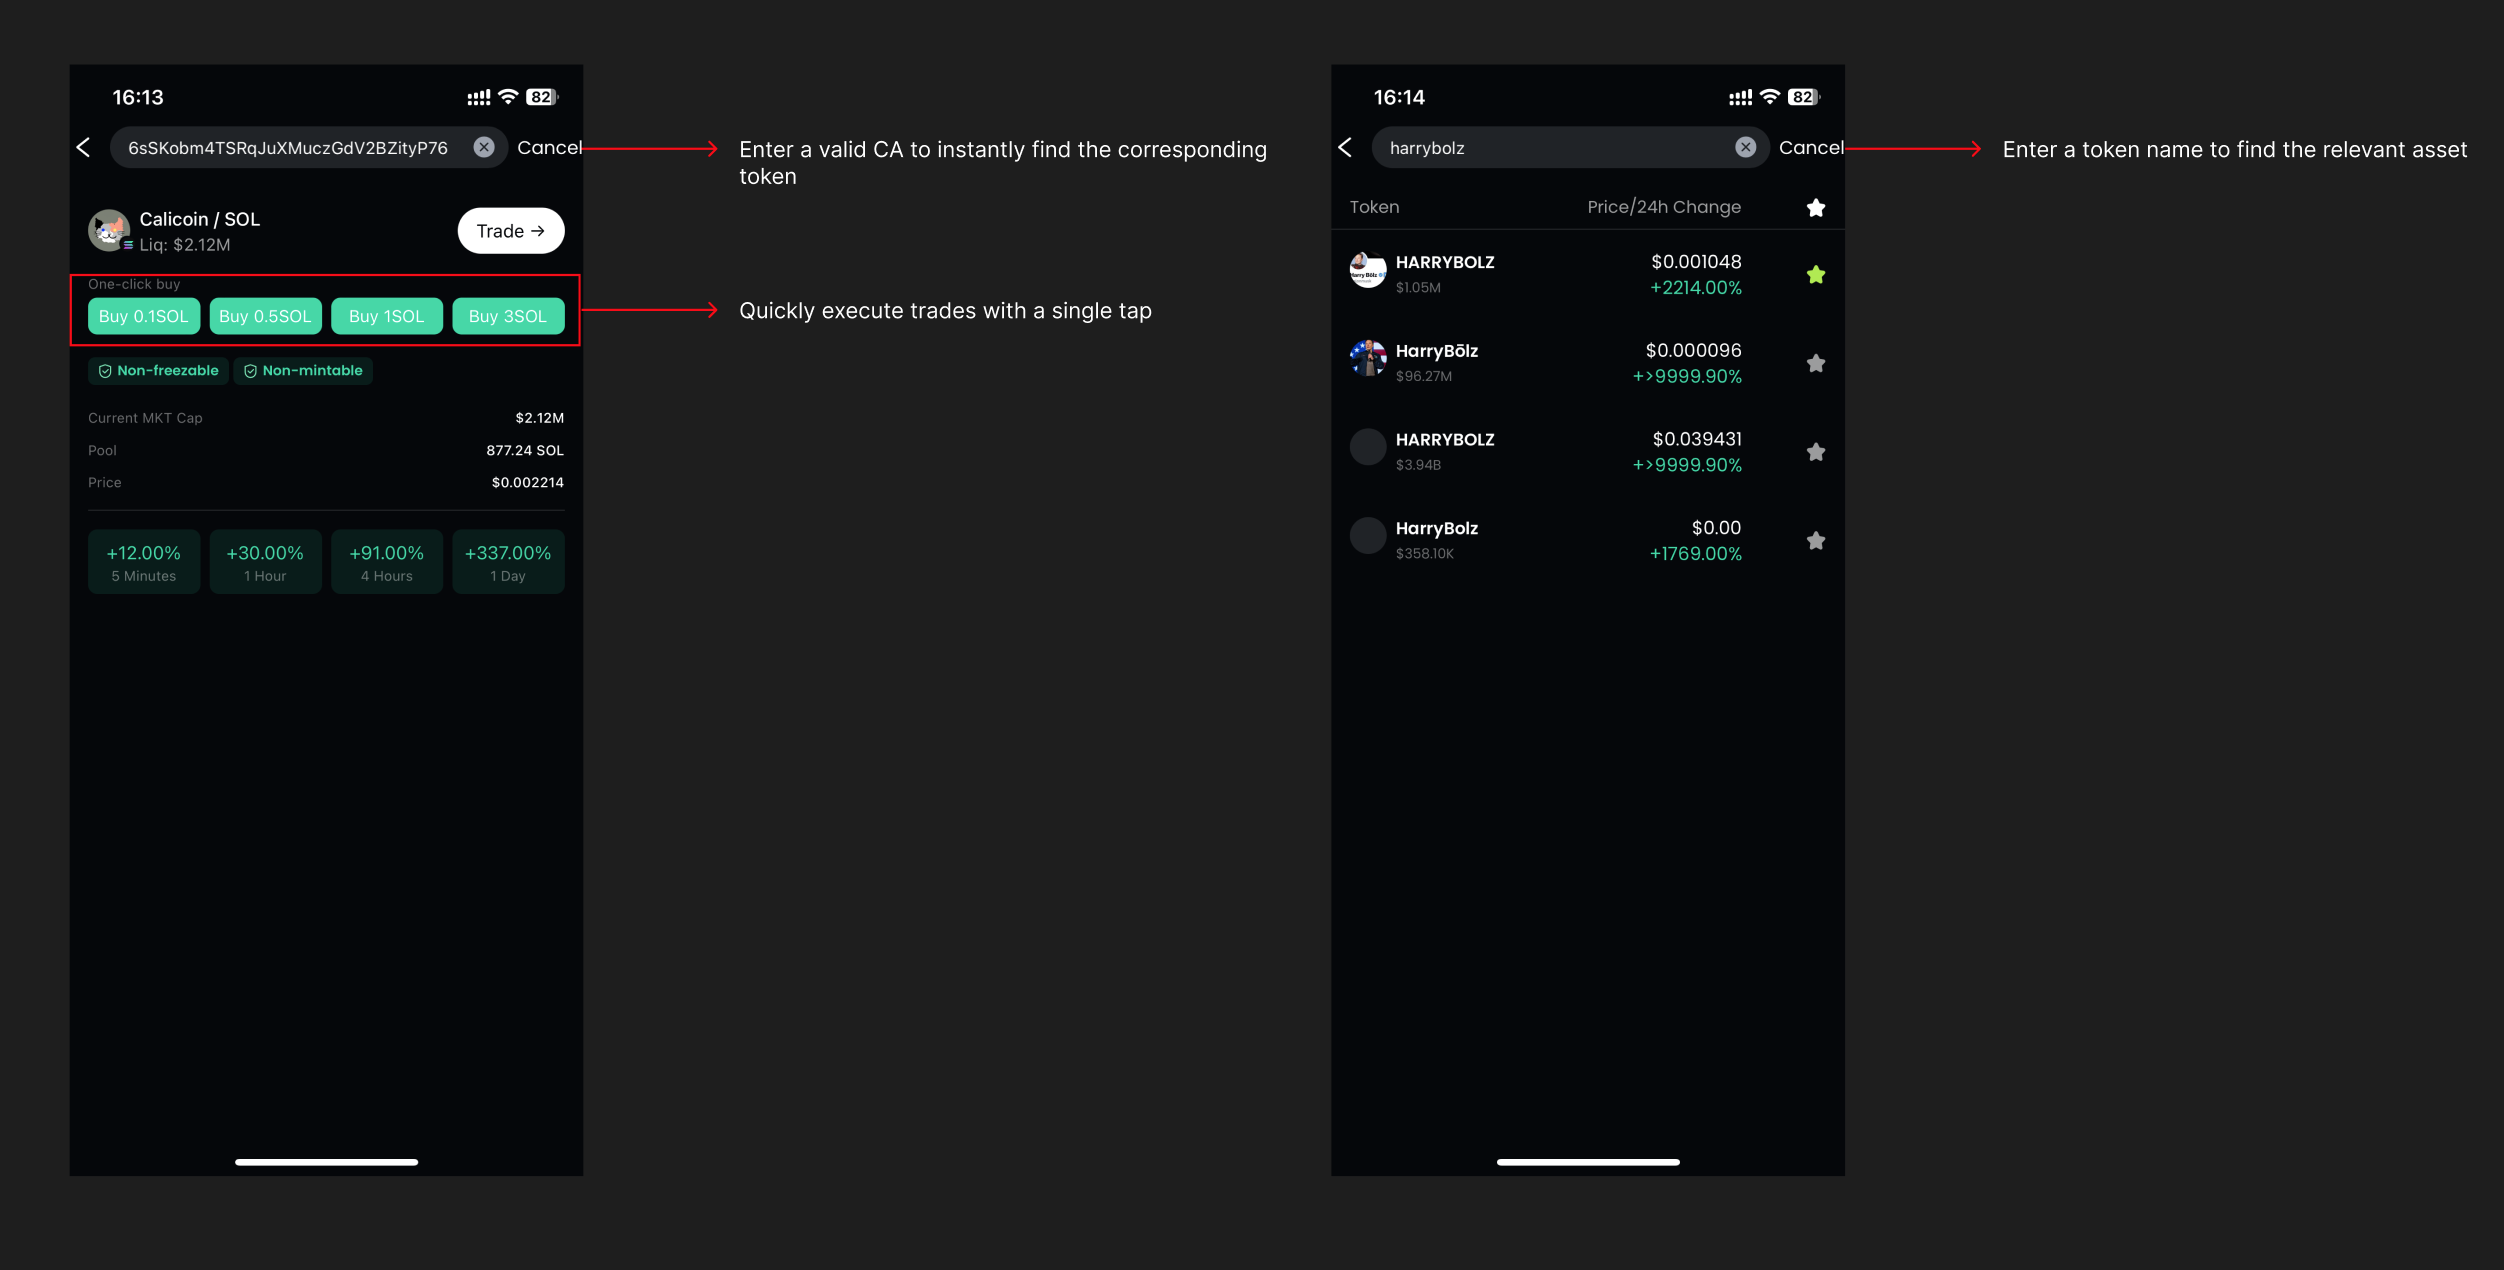 16:13
82
6sSKobm4TSRqJuXMuczGdV2BZityP76
Cancel
Enter a valid CA to instantly find the corresponding
token
Calicoin / SOL
Liq: $2.12M
Trade →
One-click buy
Buy 0.1SOL
Buy 0.5SOL
Buy 1SOL
Buy 3SOL
Quickly execute trades with a single tap
Non-freezable
Non-mintable
Current MKT Cap
$2.12M
Pool
877.24 SOL
Price
$0.002214
+12.00%
5 Minutes
+30.00%
1 Hour
+91.00%
4 Hours
+337.00%
1 Day
16:14
82
harrybolz
Cancel
Enter a token name to find the relevant asset
Token
Price/24h Change
HARRYBOLZ
$0.001048
$1.05M
+2214.00%
HarryBōlz
$0.000096
$96.27M
+>9999.90%
HARRYBOLZ
$0.039431
$3.94B
+>9999.90%
HarryBolz
$0.00
$358.10K
+1769.00%